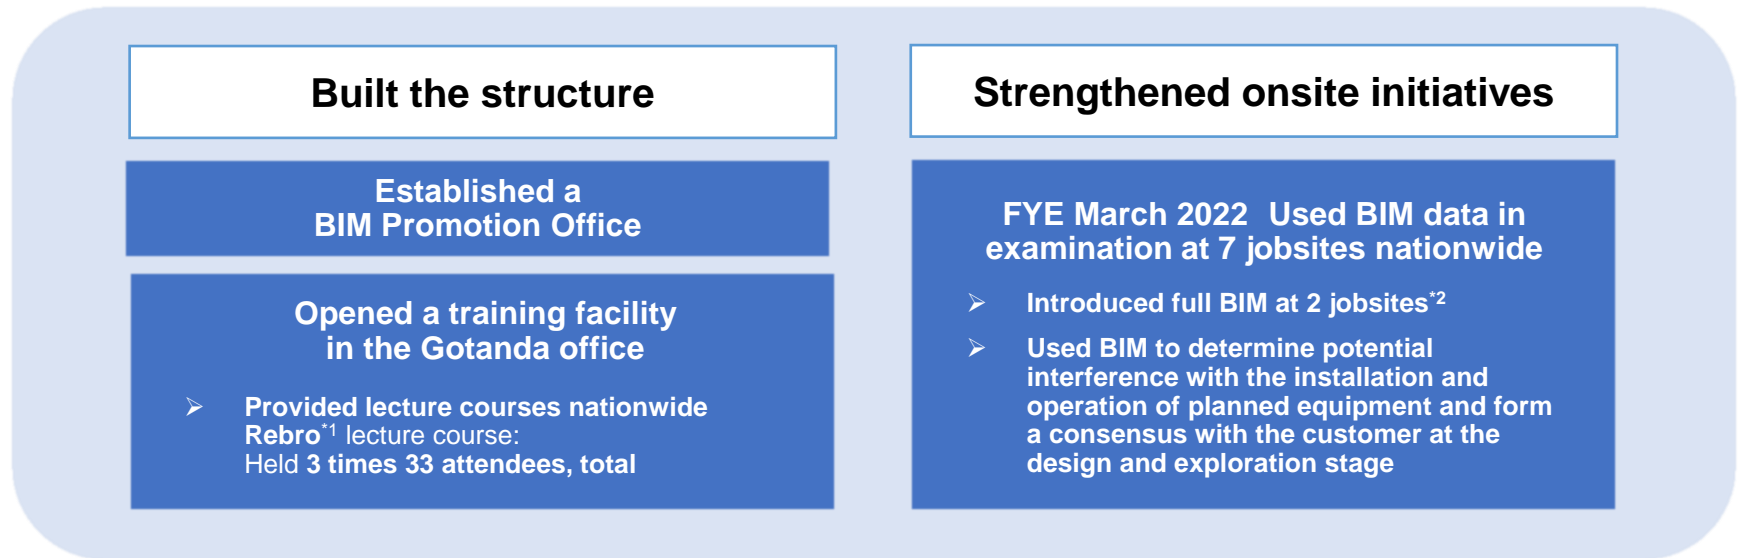 Built the structure
Established a
BIM Promotion Office
Opened a training facility
in the Gotanda office
➢ Provided lecture courses nationwide
Rebro*1 lecture course:
Held 3 times 33 attendees, total
Strengthened onsite initiatives
FYE March 2022 Used BIM data in
examination at 7 jobsites nationwide
➢ Introduced full BIM at 2 jobsites*2
➢ Used BIM to determine potential
interference with the installation and
operation of planned equipment and form
a consensus with the customer at the
design and exploration stage